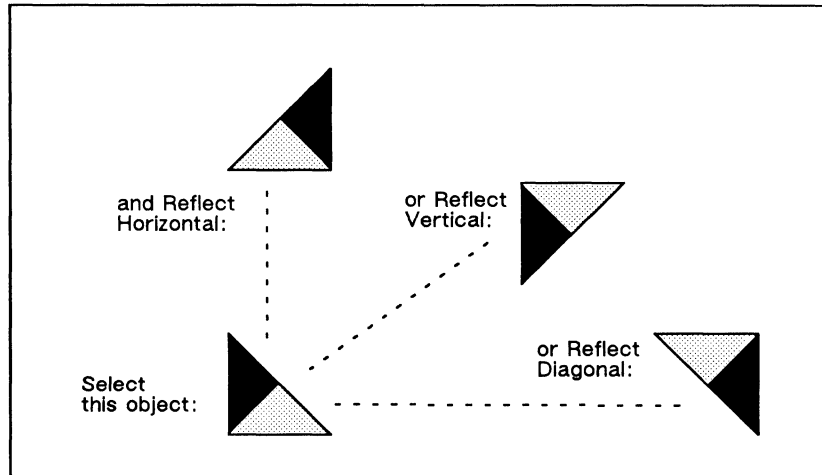 and Reflect
Horizontal:
or Reflect
Vertical:
or Reflect
Diagonal:
Select
this object: